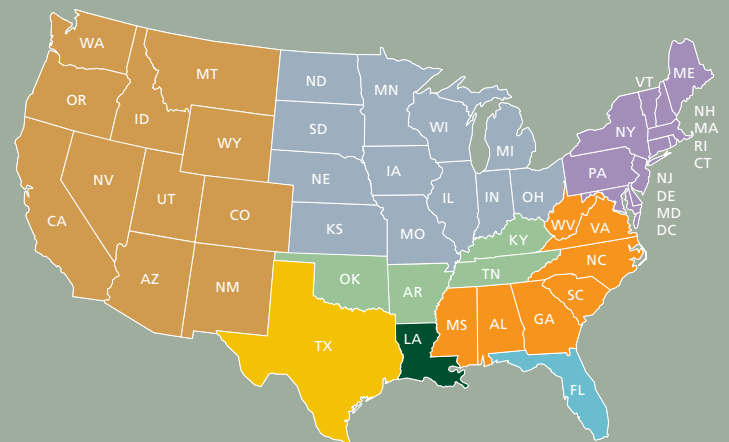 WA
MT
ND
MN
VT
ME
OR
ID
SD
WI
NY
NH
MA
RI
CT
WY
MI
NV
UT
NE
IA
PA
NJ
DE
MD
DC
CA
CO
KS
MO
IL
IN
OH
WV
VA
KY
NC
AZ
NM
OK
AR
TN
SC
TX
LA
MS
AL
GA
FL